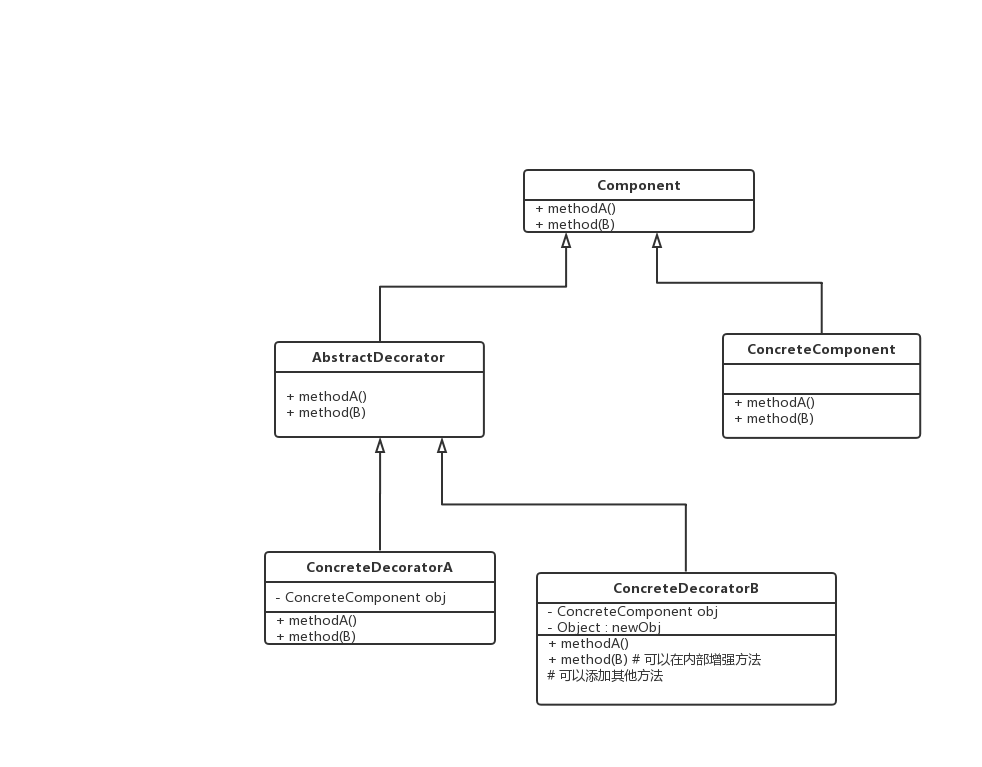 Component
+ methodA()
+ method(B)
AbstractDecorator
+ methodA()
+ method(B)
ConcreteComponent
+ methodA()
+ method(B)
ConcreteDecoratorA
- ConcreteComponent obj
+ methodA()
+ method(B)
ConcreteDecoratorB
- ConcreteComponent obj
- Object : newObj
+ methodA()
+ method(B) # 可以在内部增强方法
# 可以添加其他方法